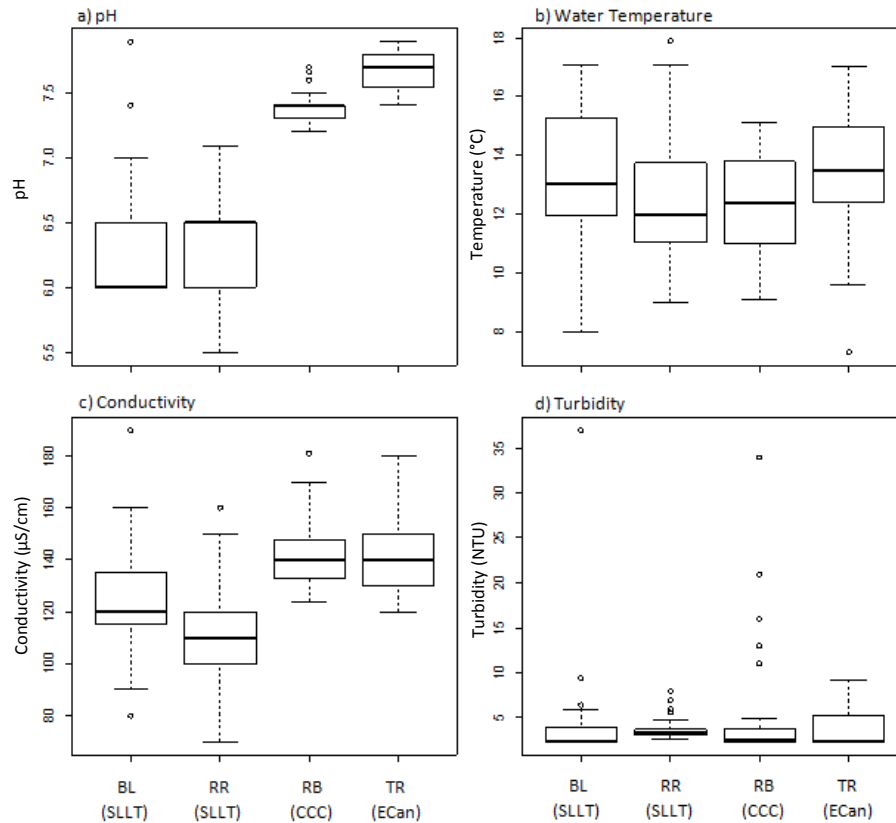 a) pH
b) Water Temperature
pH
7.5
7.0
6.5
6.0
5.5
Temperature (°C)
18
16
14
12
10
8
c) Conductivity
d) Turbidity
Conductivity (µS/cm)
180
160
140
120
100
80
Turbidity (NTU)
35
30
25
20
15
10
5
BL RR RB TR BL RR RB TR
(SLLT) (SLLT) (CCC) (ECan) (SLLT) (SLLT) (CCC) (ECan)